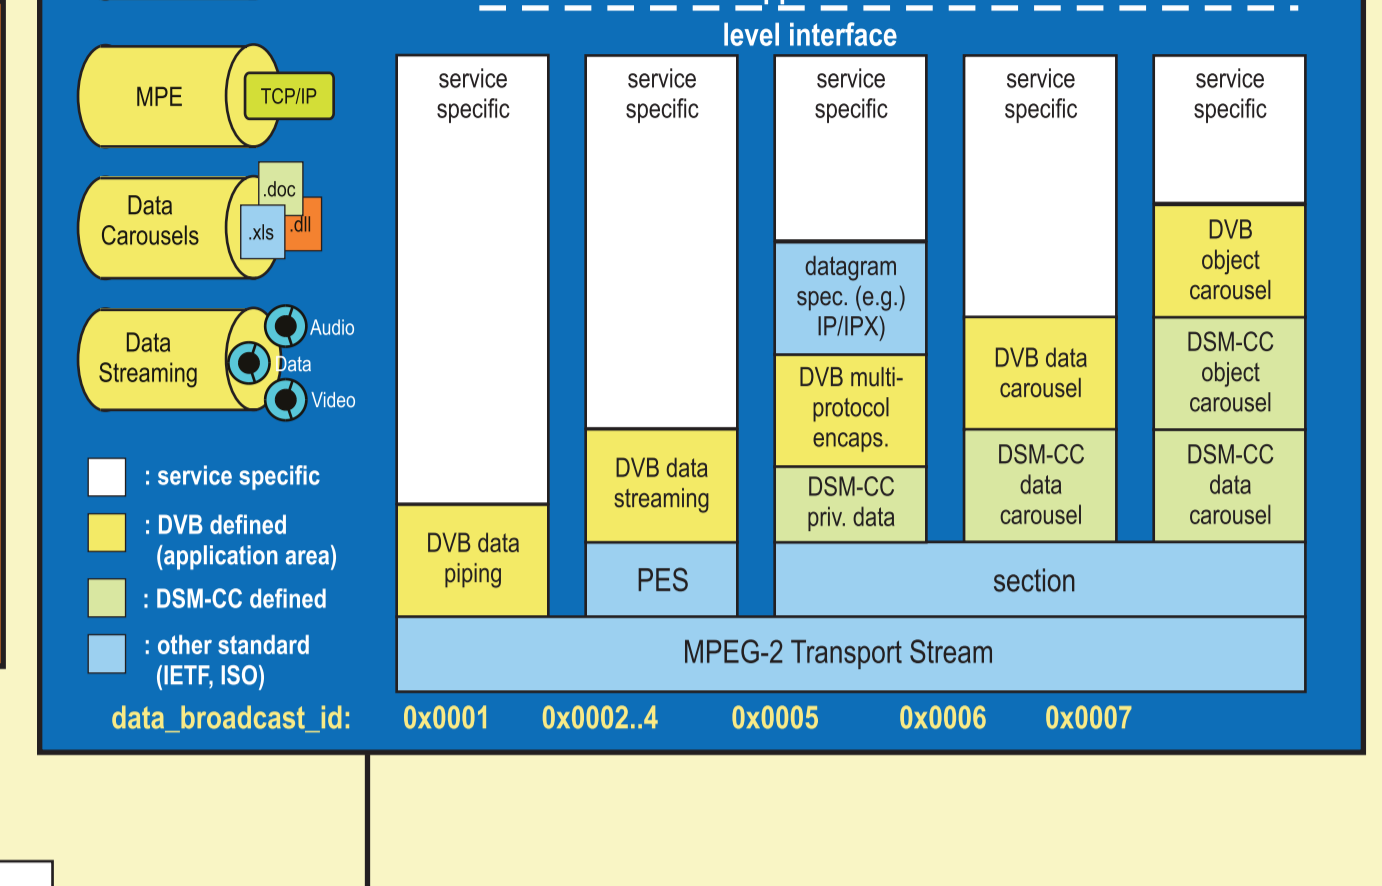 level interface
MPE
TCP/IP
Data
Carousels
.doc
.xls
.dll
Data
Streaming
Audio
Data
Video
: service specific
: DVB defined
(application area)
: DSM-CC defined
: other standard
(IETF, ISO)
service
specific
DVB data
piping
service
specific
DVB data
streaming
PES
service
specific
datagram
spec. (e.g.)
IP/IPX)
DVB multi-
protocol
encaps.
DSM-CC
priv. data
service
specific
DVB data
carousel
DSM-CC
data
carousel
service
specific
DVB
object
carousel
DSM-CC
object
carousel
DSM-CC
data
carousel
section
MPEG-2 Transport Stream
data_broadcast_id: 0x0001 0x0002..4 0x0005 0x0006 0x0007